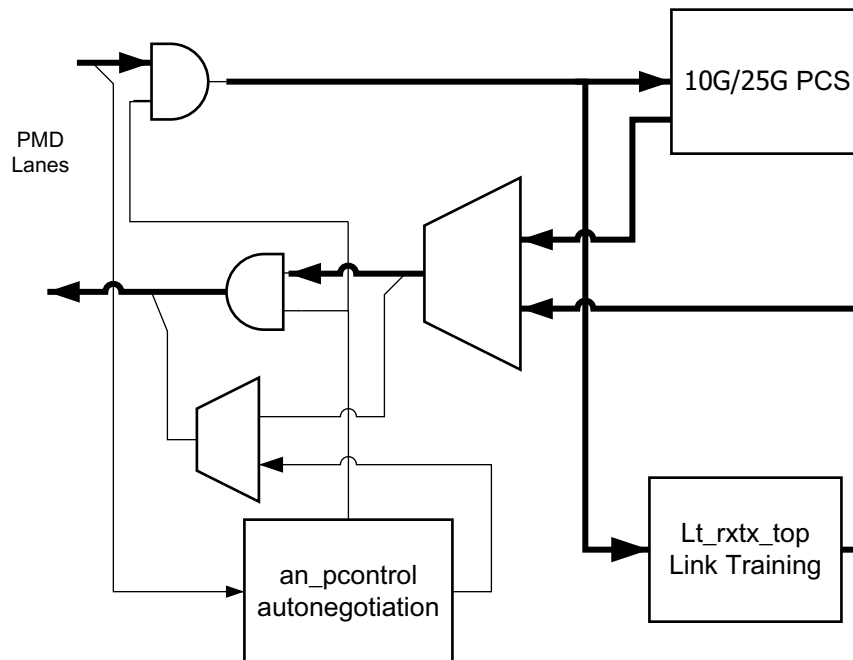 10G/25G PCS
PMD
Lanes
Lt_rxtx_top
Link Training
an_pcontrol
autonegotiation